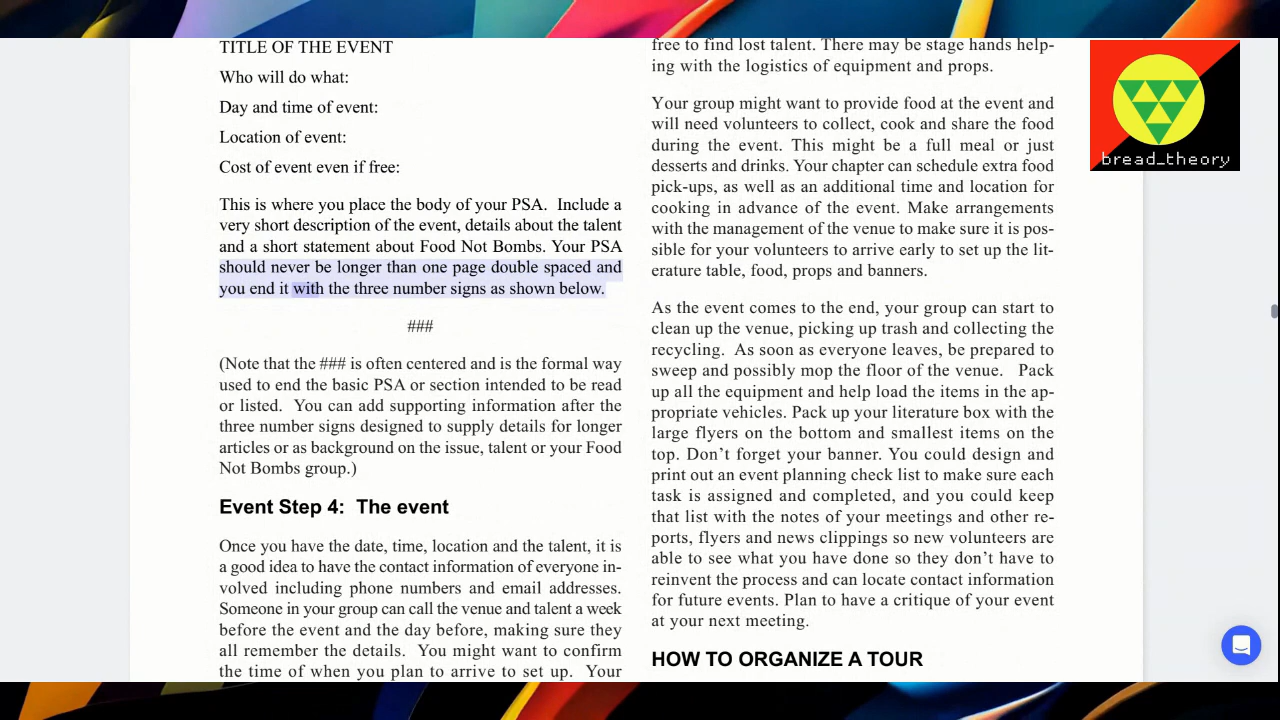 TITLE OF THE EVENT
Who will do what:
Day and time of event:
Location of event:
Cost of event even if free:
This is where you place the body of your PSA.  Include a
very short description of the event, details about the talent
and a short statement about Food Not Bombs. Your PSA
should never be longer than one page double spaced and
you end it with the three number signs as shown below.
###
(Note that the ### is often centered and is the formal way
used to end the basic PSA or section intended to be read
or listed.  You can add supporting information after the
three number signs designed to supply details for longer
articles or as background on the issue, talent or your Food
Not Bombs group.)
Event Step 4:  The event
Once you have the date, time, location and the talent, it is
a good idea to have the contact information of everyone in-
volved including phone numbers and email addresses.
Someone in your group can call the venue and talent a week
before the event and the day before, making sure they
all remember the details.  You might want to confirm
the time of when you plan to arrive to set up.  Your
free to find lost talent. There may be stage hands help-
ing with the logistics of equipment and props.
Your group might want to provide food at the event and
will need volunteers to collect, cook and share the food
during the event. This might be a full meal or just
desserts and drinks. Your chapter can schedule extra food
pick-ups, as well as an additional time and location for
cooking in advance of the event. Make arrangements
with the management of the venue to make sure it is pos-
sible for your volunteers to arrive early to set up the lit-
erature table, food, props and banners.
As the event comes to the end, your group can start to
clean up the venue, picking up trash and collecting the
recycling.  As soon as everyone leaves, be prepared to
sweep and possibly mop the floor of the venue.   Pack
up all the equipment and help load the items in the ap-
propriate vehicles. Pack up your literature box with the
large flyers on the bottom and smallest items on the
top. Don’t forget your banner. You could design and
print out an event planning check list to make sure each
task is assigned and completed, and you could keep
that list with the notes of your meetings and other re-
ports, flyers and news clippings so new volunteers are
able to see what you have done so they don’t have to
reinvent the process and can locate contact information
for future events. Plan to have a critique of your event
at your next meeting.
HOW TO ORGANIZE A TOUR
bread_theory